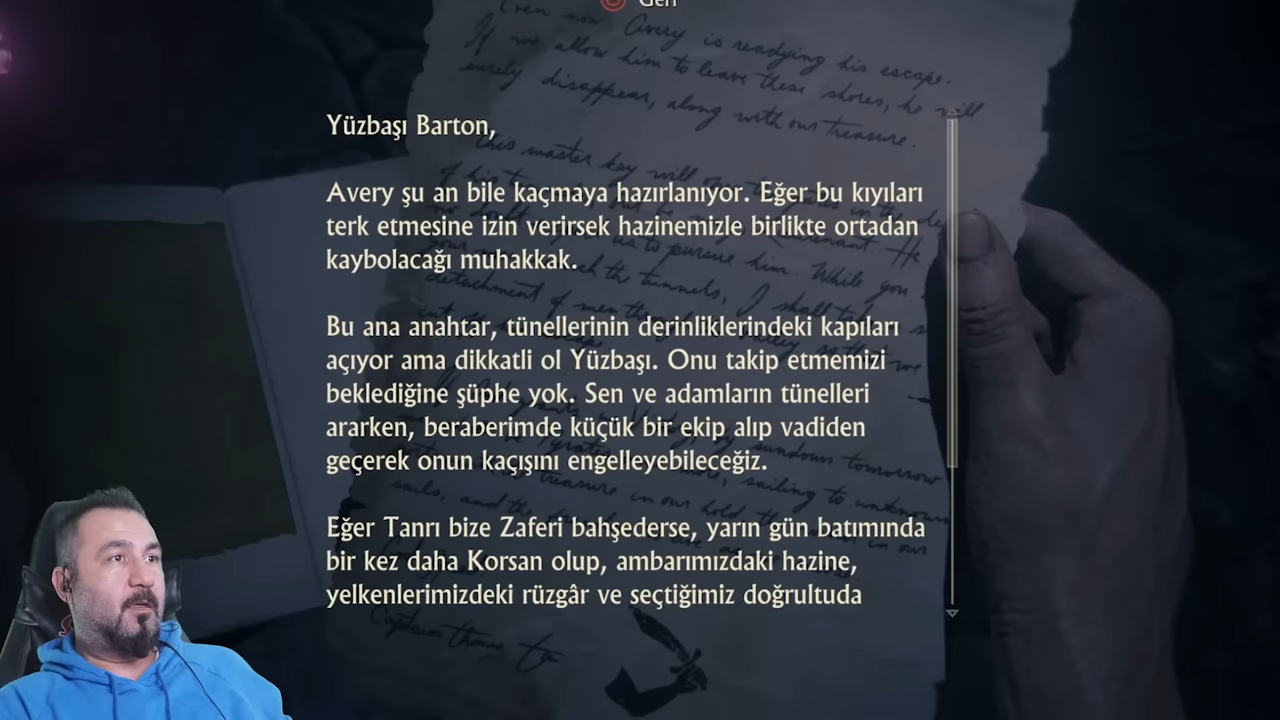 Geri
Even now Avery is readying his escape.
If we allow him to leave these shores, he will
surely disappear, along with our treasure.
Yüzbaşı Barton,
Avery şu an bile kaçmaya hazırlanıyor. Eğer bu kıyıları
terk etmesine izin verirsek hazinemizle birlikte ortadan
kaybolacağı muhakkak.
Bu ana anahtar, tünellerinin derinliklerindeki kapıları
açıyor ama dikkatli ol Yüzbaşı. Onu takip etmemizi
beklediğine şüphe yok. Sen ve adamların tünelleri
ararken, beraberimde küçük bir ekip alıp vadiden
geçerek onun kaçışını engelleyebileceğiz.
Eğer Tanrı bize Zaferi bahşederse, yarın gün batımında
bir kez daha Korsan olup, ambarımızdaki hazine,
yelkenlerimizdeki rüzgâr ve seçtiğimiz doğrultuda
Captain Thomas